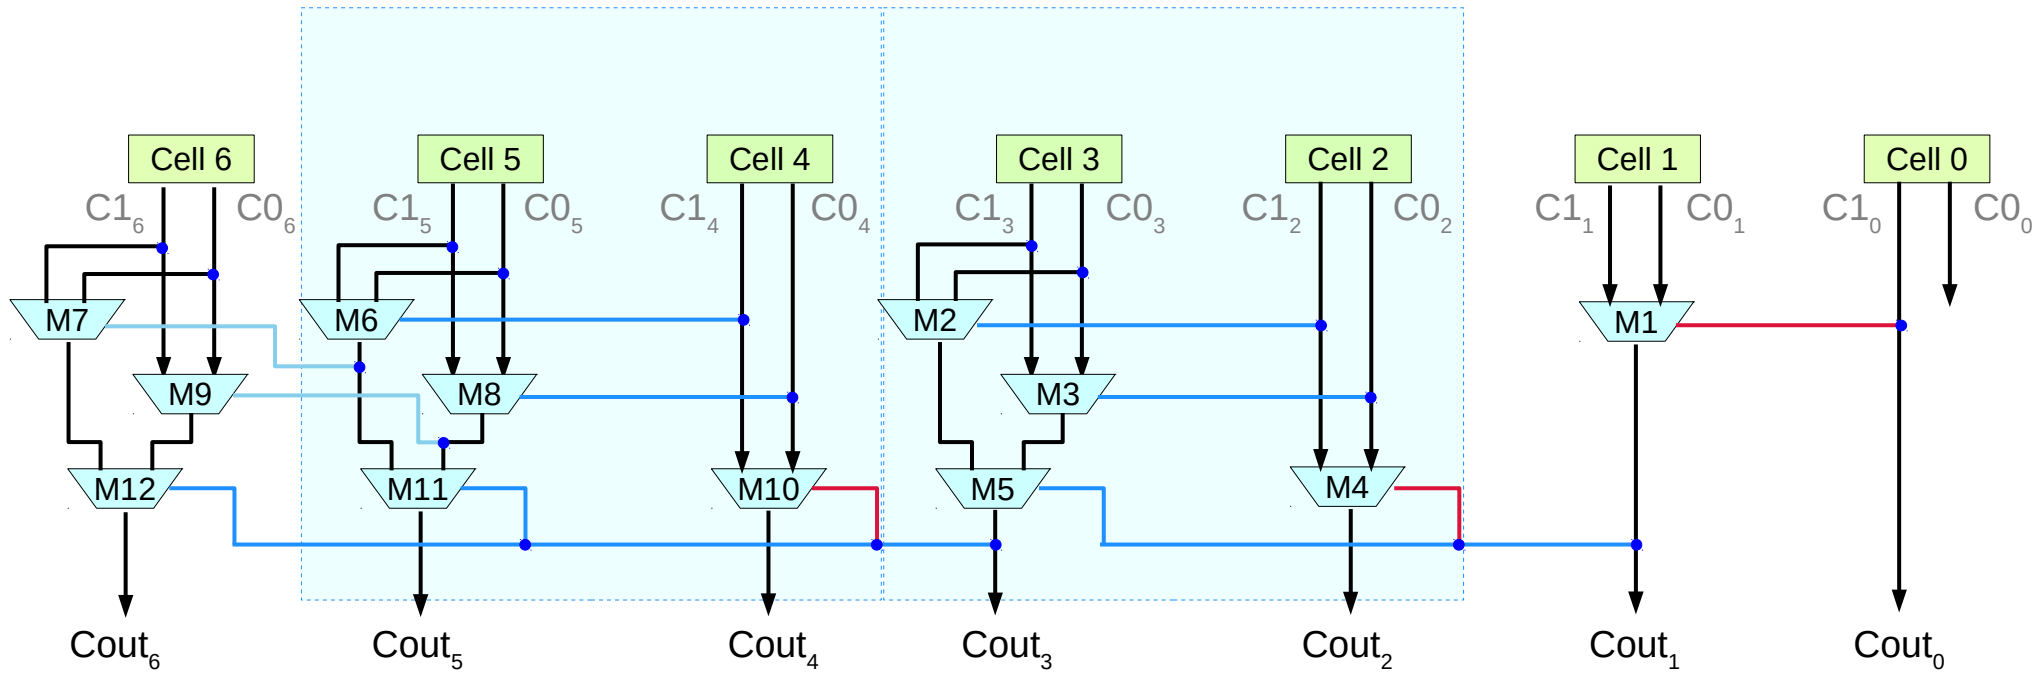 Cell 6 Cell 5 Cell 4 Cell 3 Cell 2 Cell 1 Cell 0
C1₆ C0₆ C1₅ C0₅ C1₄ C0₄ C1₃ C0₃ C1₂ C0₂ C1₁ C0₁ C1₀ C0₀
M7 M6 M2 M1
M9 M8 M3
M12 M11 M10 M5 M4
Cout₆ Cout₅ Cout₄ Cout₃ Cout₂ Cout₁ Cout₀